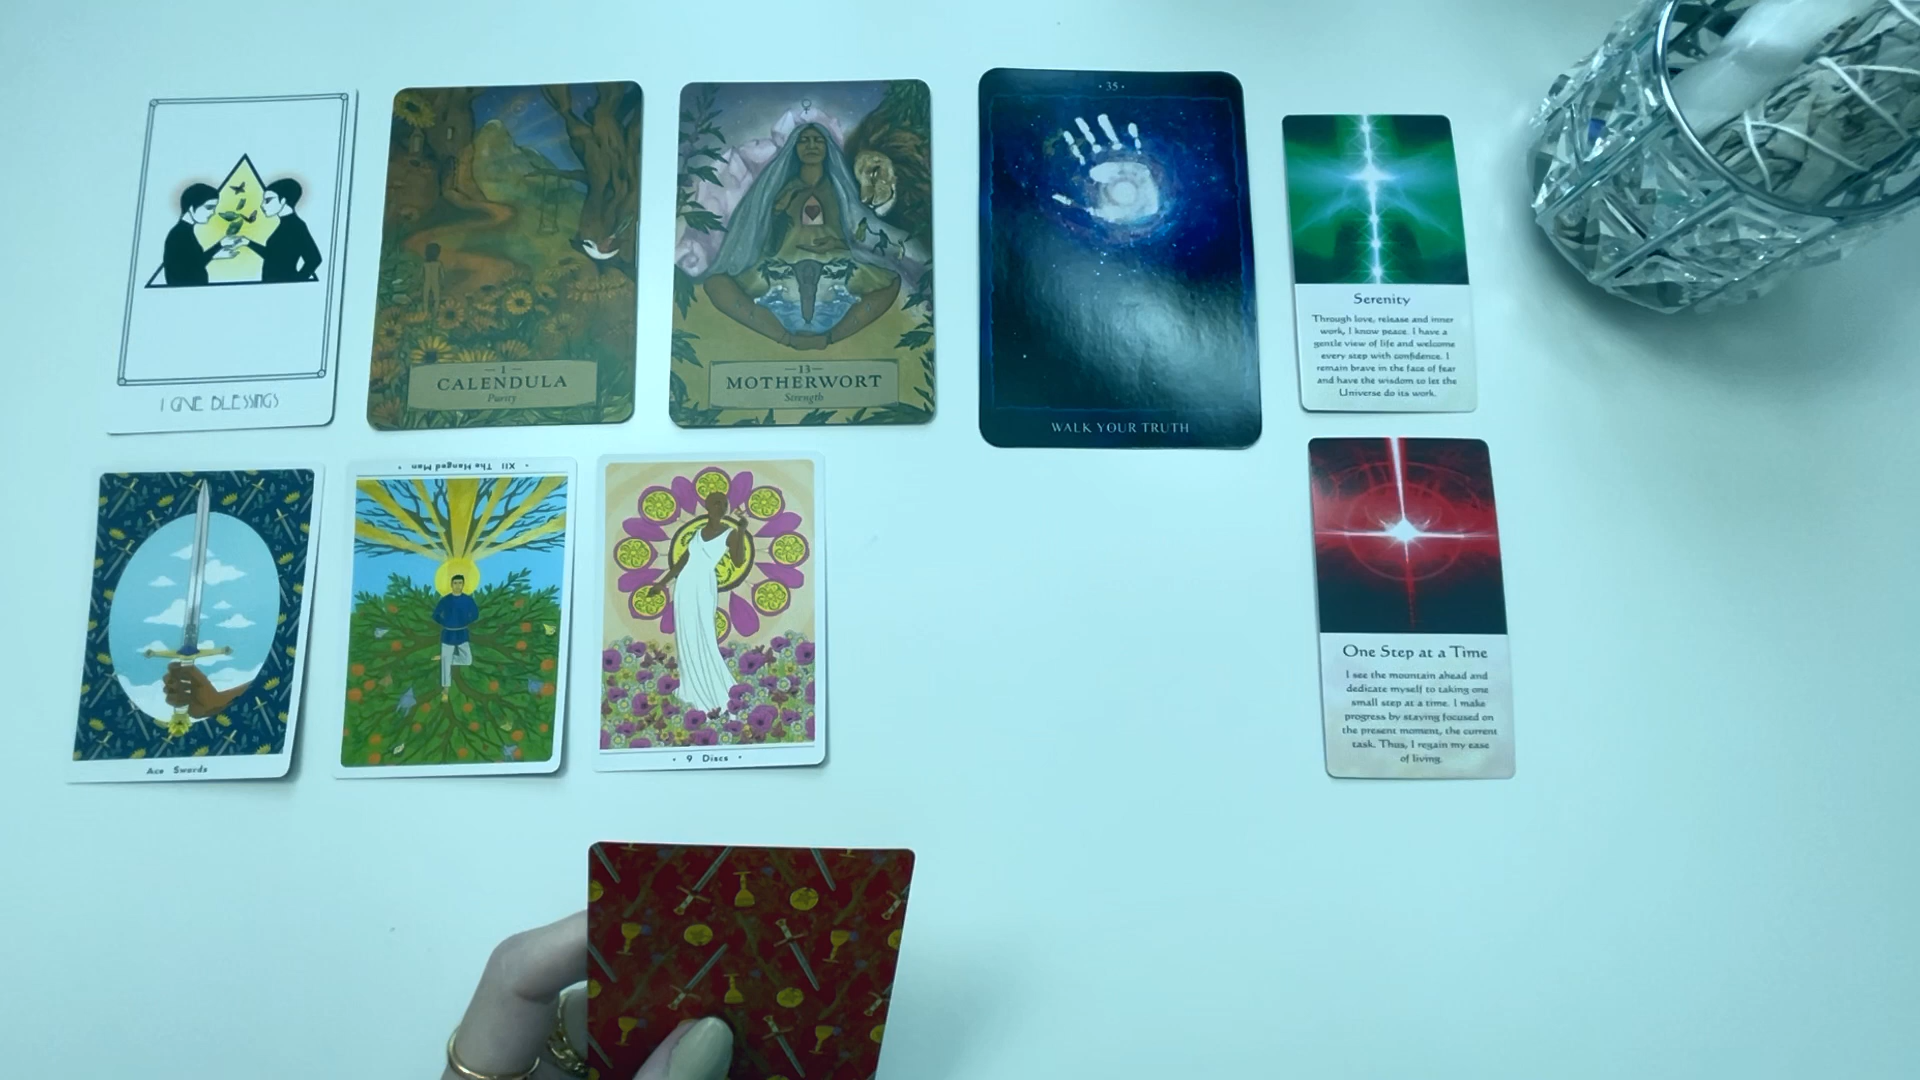 I GIVE BLESSINGS
— 1 —
CALENDULA
Purity
— 13 —
MOTHERWORT
Strength
· 35 ·
WALK YOUR TRUTH
Serenity
Through love, release and inner
work, I know peace. I have a
gentle view of life and welcome
every step with confidence. I
remain brave in the face of fear
and have the wisdom to let the
Universe do its work.
Ace Swords
· XII The Hanged Man ·
· 9 Discs ·
One Step at a Time
I see the mountain ahead and
dedicate myself to taking one
small step at a time. I make
progress by staying focused on
the present moment, the current
task. Thus, I regain my ease
of living.